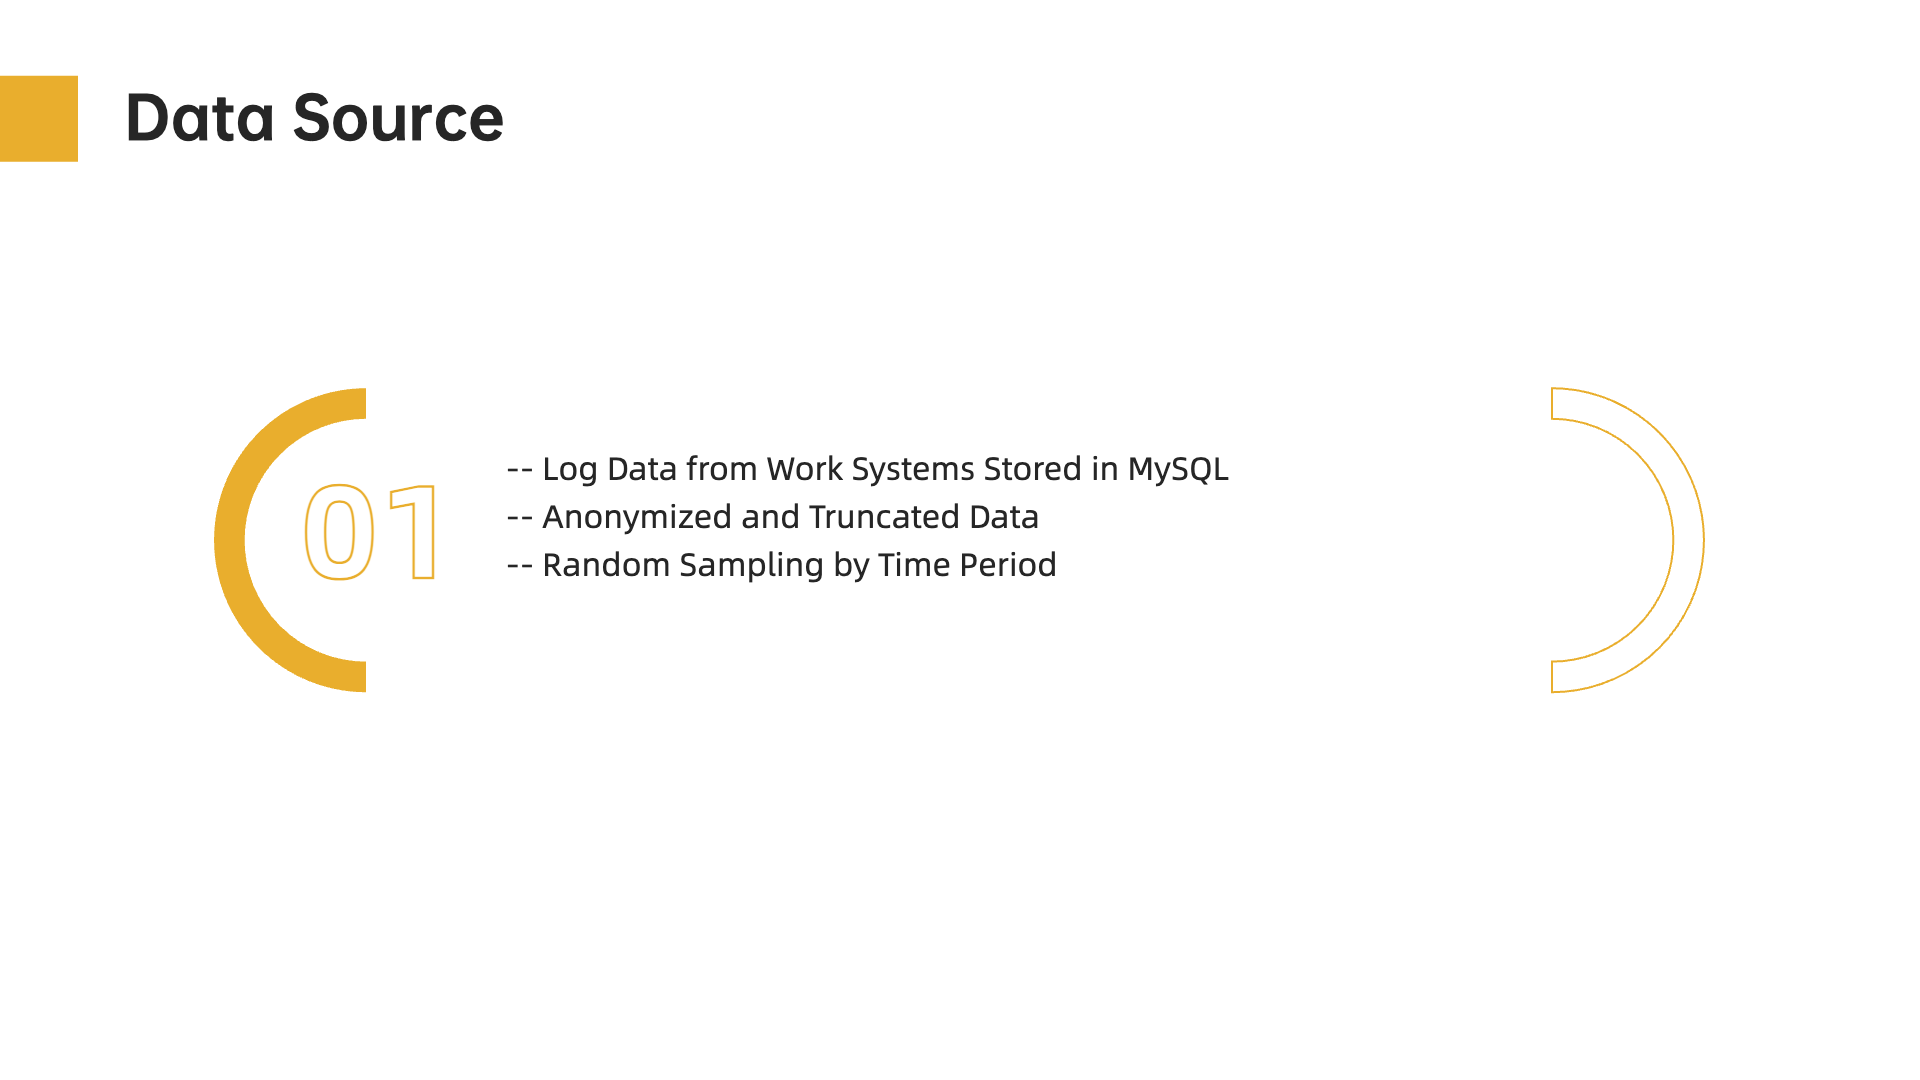 Data Source
01
-- Log Data from Work Systems Stored in MySQL
-- Anonymized and Truncated Data
-- Random Sampling by Time Period